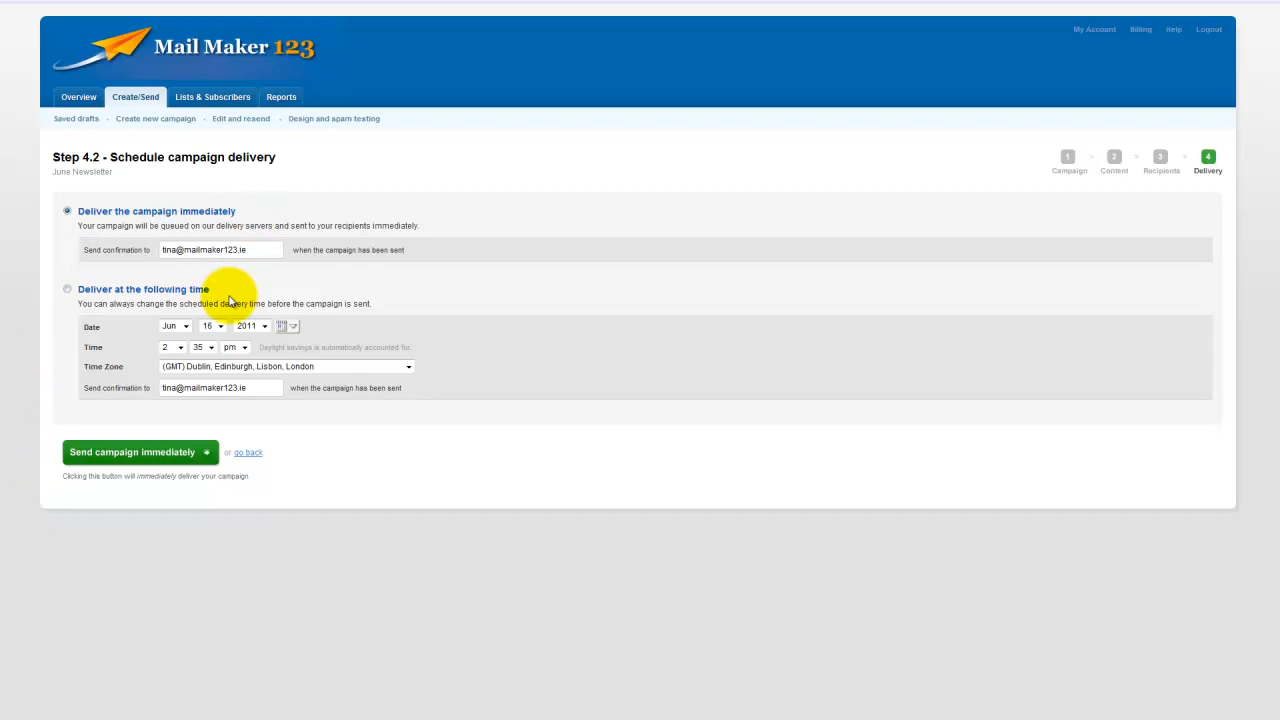 Mail Maker 123
My Account Billing Help Logout
Overview Create/Send Lists & Subscribers Reports
Saved drafts · Create new campaign · Edit and resend · Design and apam testing
Step 4.2 - Schedule campaign delivery
June Newsletter
1 > 2 > 3 > 4
Campaign Content Recipients Delivery
Deliver the campaign immediately
Your campaign will be queued on our delivery servers and sent to your recipients immediately.
Send confirmation to tina@mailmaker123.ie when the campaign has been sent
Deliver at the following time
You can always change the scheduled delivery time before the campaign is sent.
Date Jun 16 2011
Time 2 35 pm Daylight savings is automatically accounted for.
Time Zone (GMT) Dublin, Edinburgh, Lisbon, London
Send confirmation to tina@mailmaker123.ie when the campaign has been sent
Send campaign immediately or go back
Clicking this button will immediately deliver your campaign